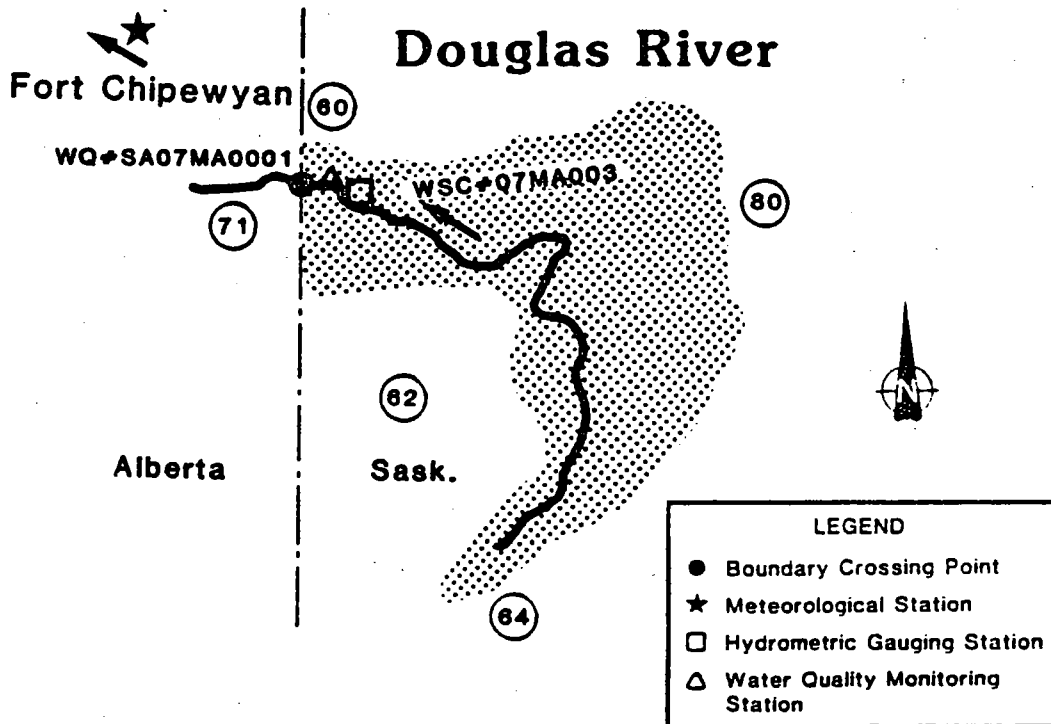 Douglas River
Fort Chipewyan
60
WQ#SA07MA0001
WSC#07MA003
80
71
62
N
Alberta
Sask.
64
LEGEND
Boundary Crossing Point
Meteorological Station
Hydrometric Gauging Station
Water Quality Monitoring
Station